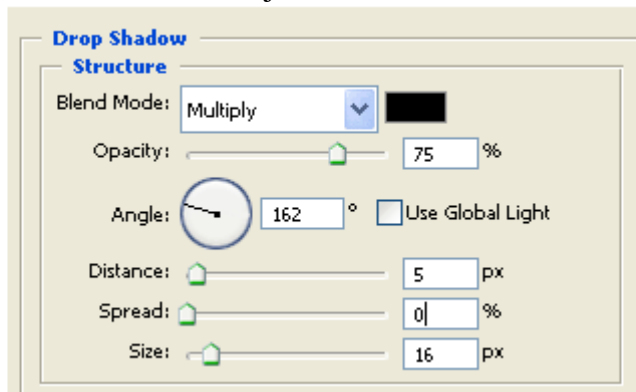 Drop Shadow
Structure
Blend Mode: Multiply
Opacity: 75 %
Angle: 162 ° Use Global Light
Distance: 5 px
Spread: 0 %
Size: 16 px